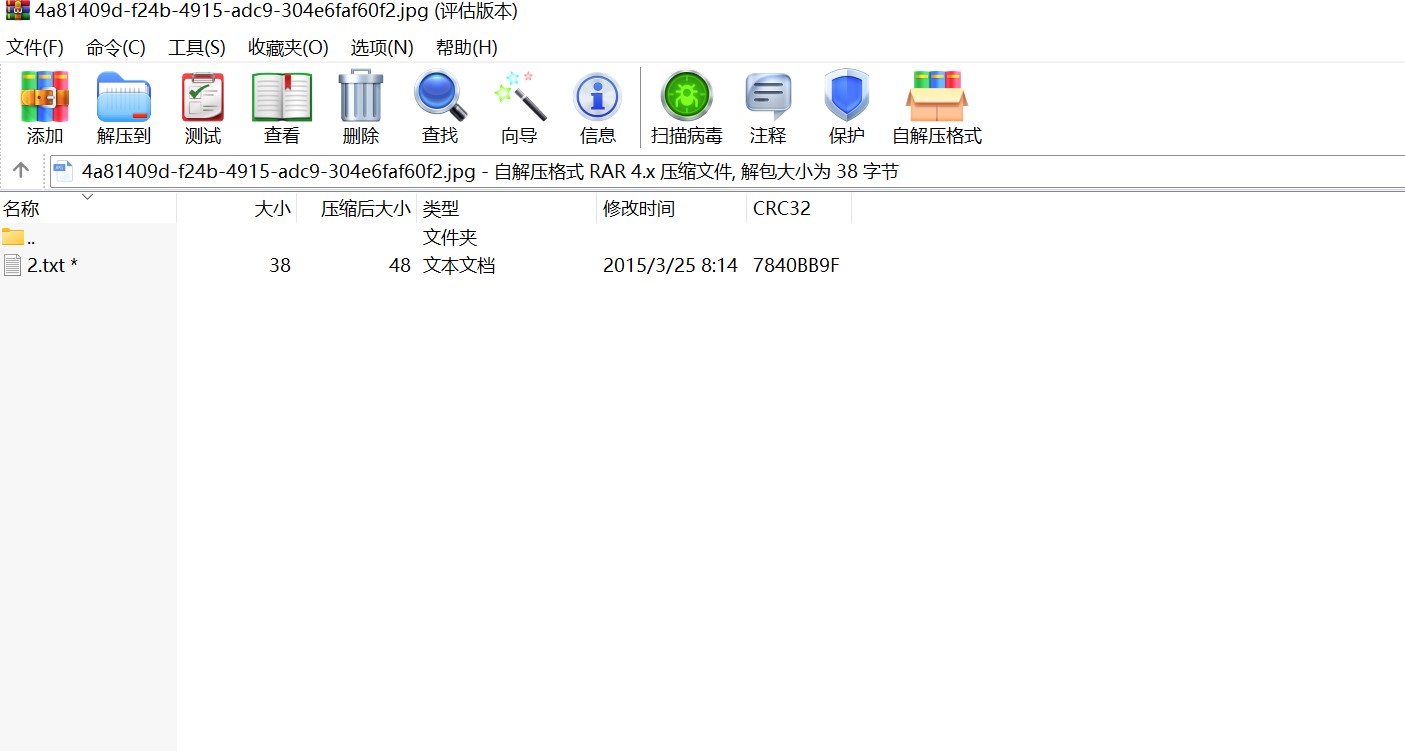 4a81409d-f24b-4915-adc9-304e6faf60f2.jpg (评估版本)
文件(F) 命令(C) 工具(S) 收藏夹(O) 选项(N) 帮助(H)
添加 解压到 测试 查看 删除 查找 向导 信息 扫描病毒 注释 保护 自解压格式
4a81409d-f24b-4915-adc9-304e6faf60f2.jpg - 自解压格式 RAR 4.x 压缩文件, 解包大小为 38 字节
名称 大小 压缩后大小 类型 修改时间 CRC32
.. 文件夹
2.txt * 38 48 文本文档 2015/3/25 8:14 7840BB9F